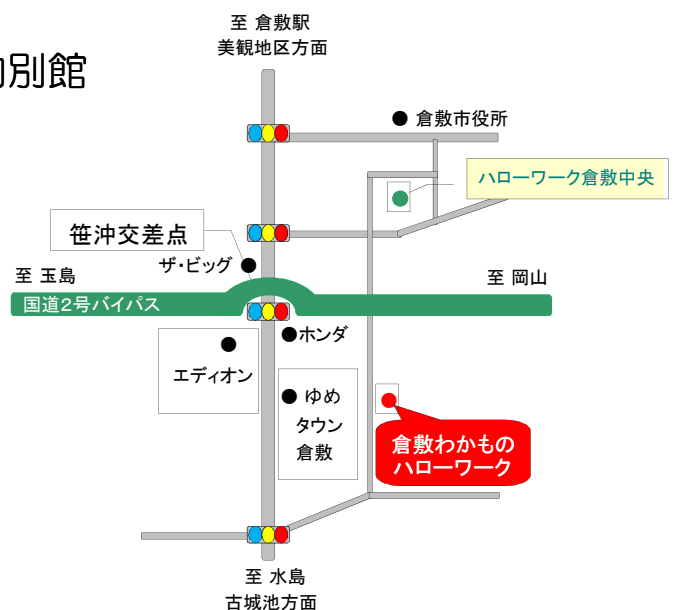 至 倉敷駅
美観地区方面
別館
倉敷市役所
ハローワーク倉敷中央
笹沖交差点
ザ・ビッグ
至 玉島
至 岡山
国道2号バイパス
ホンダ
エディオン
ゆめ
タウン
倉敷
倉敷わかもの
ハローワーク
至 水島
古城池方面